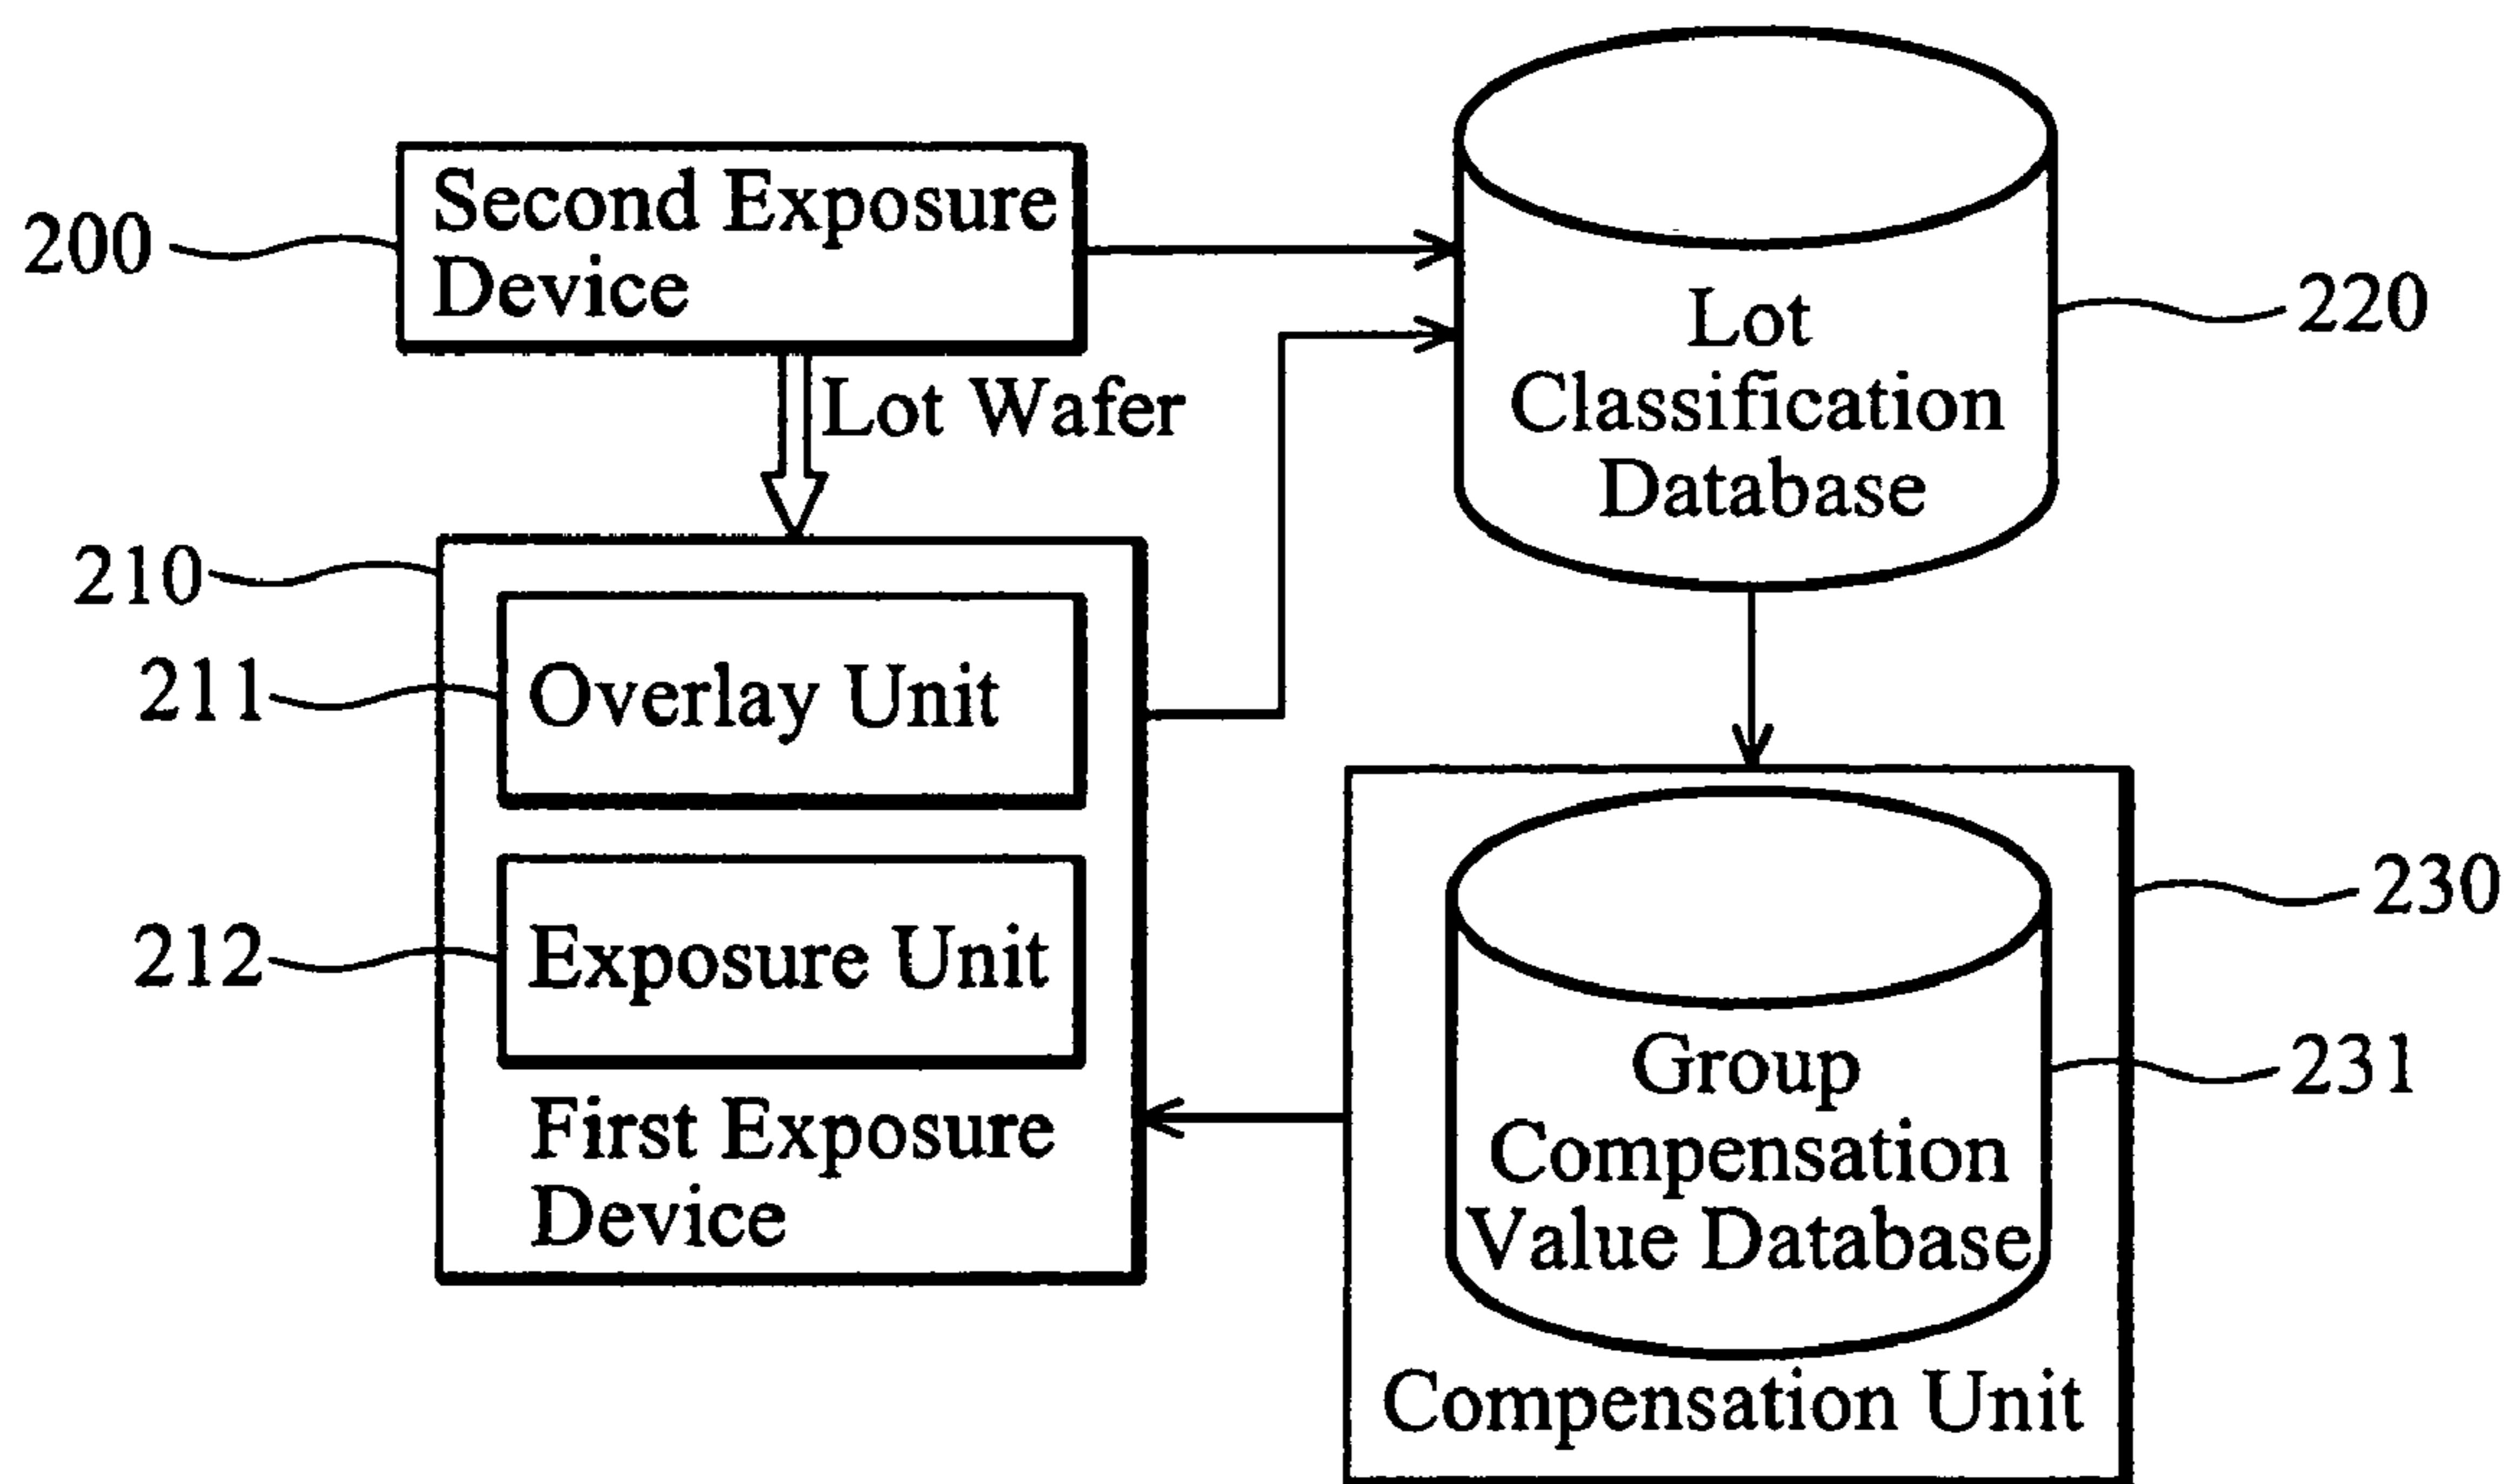 200
Second Exposure
Device
Lot Wafer
Lot
Classification
Database
220
210
211
Overlay Unit
212
Exposure Unit
First Exposure
Device
230
231
Group
Compensation
Value Database
Compensation Unit